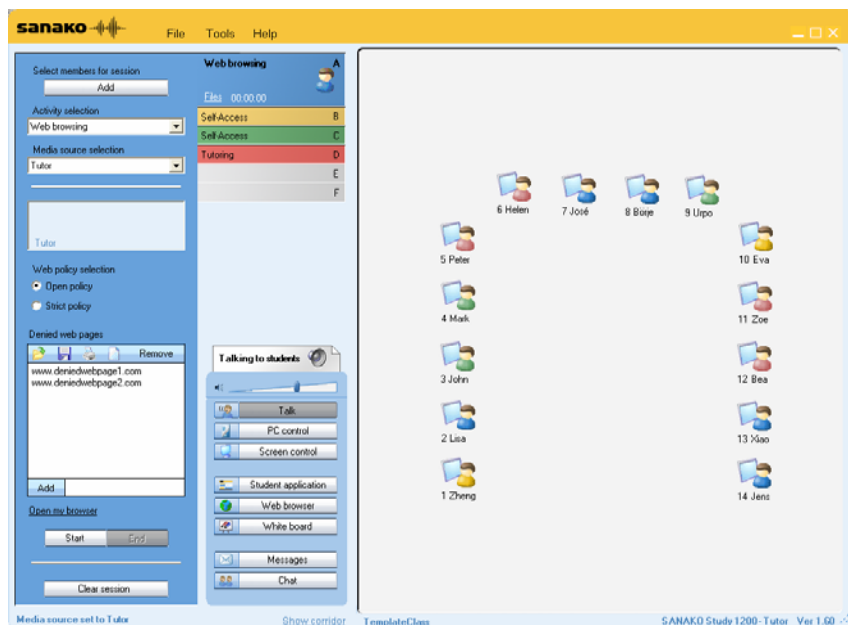 sanako
File Tools Help
Select members for session
Add
Activity selection
Web browsing
Media source selection
Tutor
Tutor
Web policy selection
Open policy
Strict policy
Denied web pages
Remove
www.deniedwebpage1.com
www.deniedwebpage2.com
Add
Open my browser
Start End
Clear session
Media source set to Tutor
Web browsing A
Files 00:00:00
Self-Access B
Self-Access C
Tutoring D
E
F
Talking to students
Talk
PC control
Screen control
Student application
Web browser
White board
Messages
Chat
Show corridor
6 Helen 7 José 8 Börje 9 Urpo
5 Peter 10 Eva
4 Mark 11 Zoe
3 John 12 Bea
2 Lisa 13 Xiao
1 Zheng 14 Jens
TemplateClass
SANAKO Study 1200- Tutor Ver 1.60